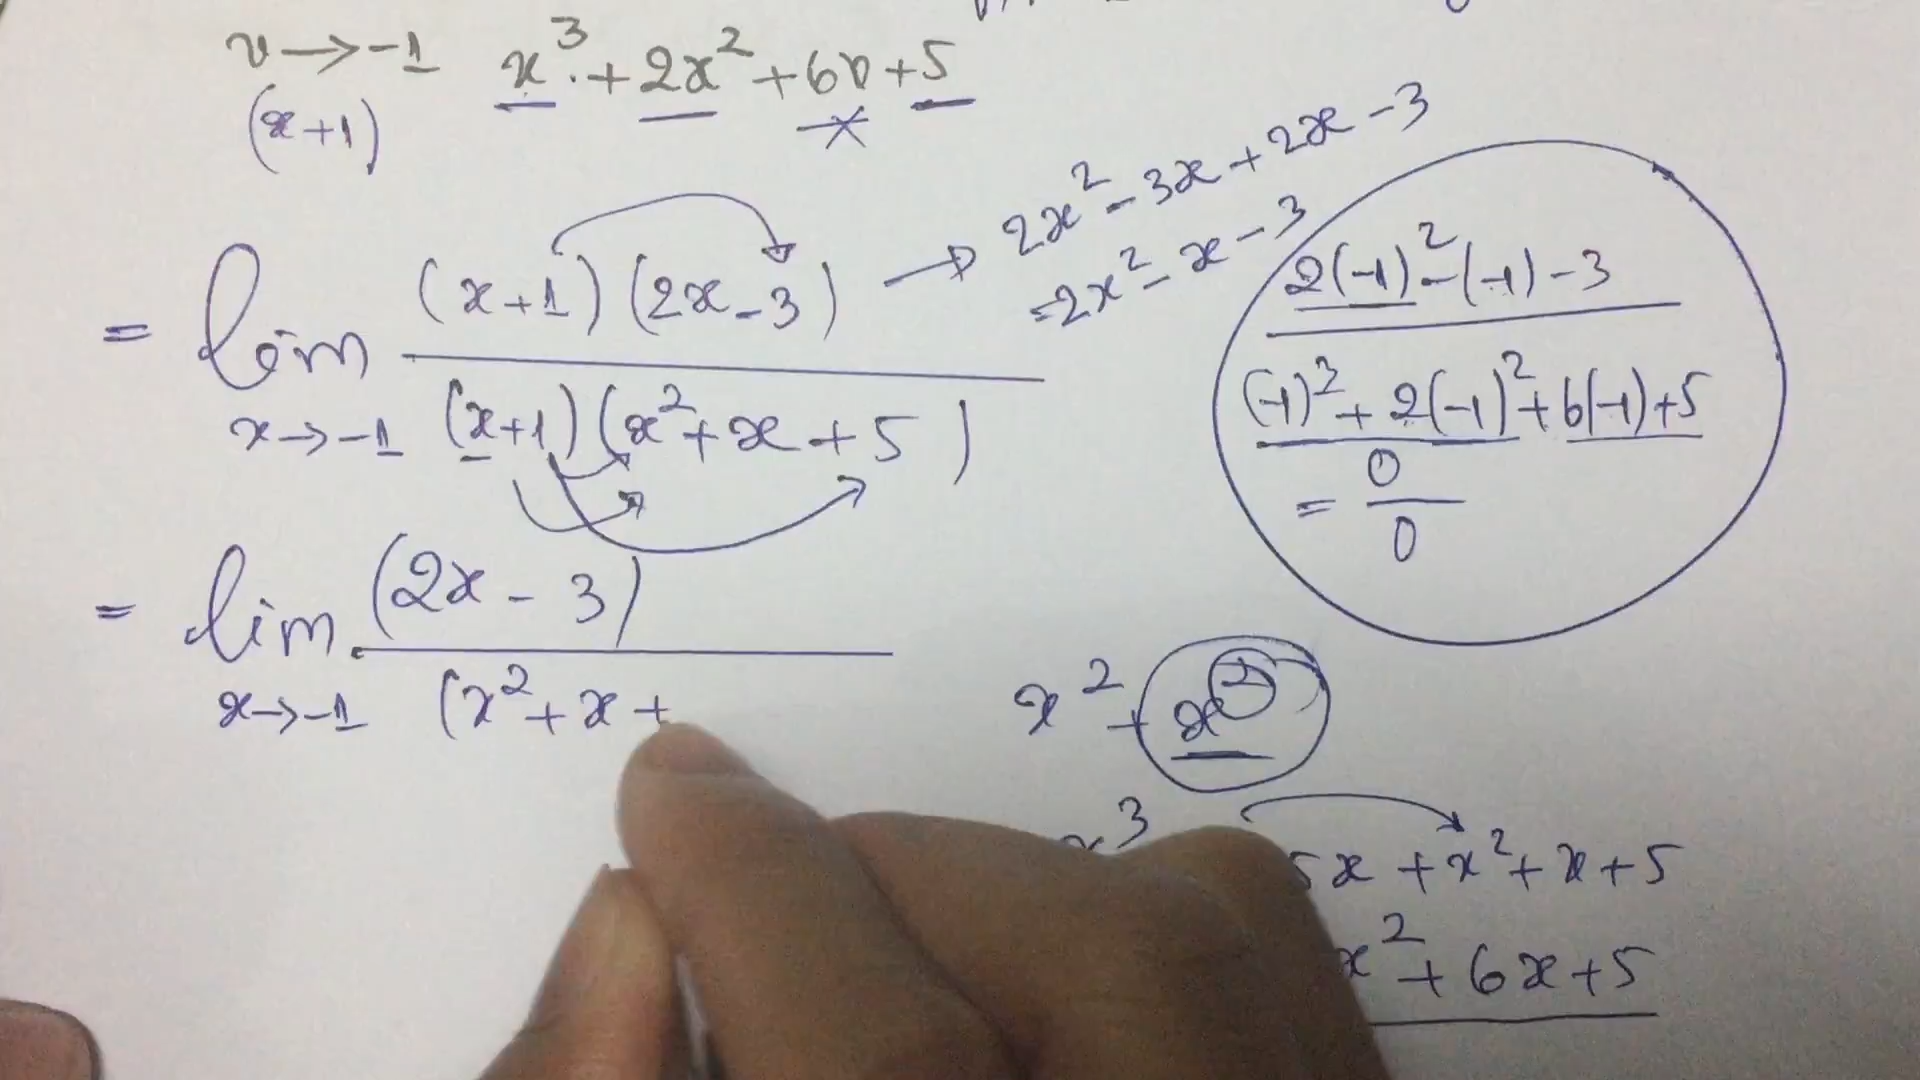 x → -1 x³ + 2x² + 6x + 5
(x+1)
2x² - 3x + 2x - 3
= 2x² - x - 3
= lim (x+1)(2x-3) →
x → -1 (x+1)(x²+x+5)
2(-1)² - (-1) - 3
(-1)³ + 2(-1)² + 6(-1) + 5
= 0
0
= lim (2x - 3)
x → -1 (x² + x +
x² + x²
x³ 5x + x² + x + 5
x² + 6x + 5